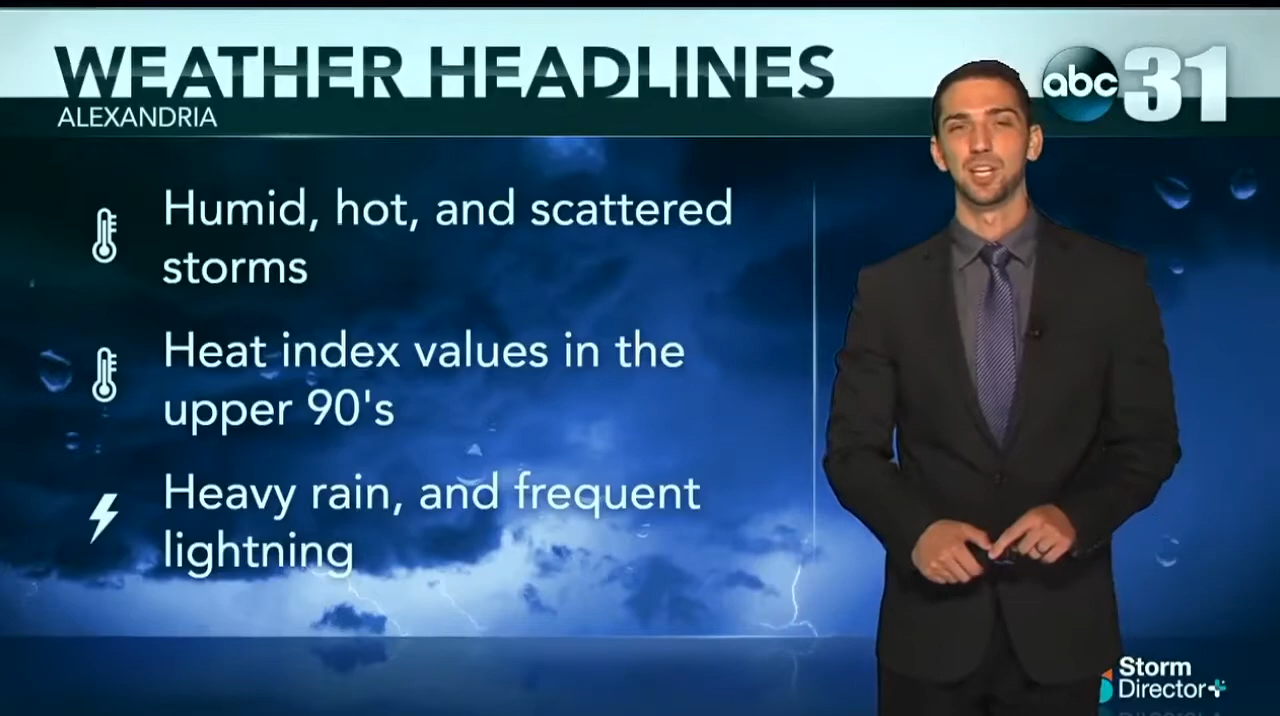 WEATHER HEADLINES
ALEXANDRIA
abc 31
Humid, hot, and scattered
storms
Heat index values in the
upper 90's
Heavy rain, and frequent
lightning
Storm
Director+